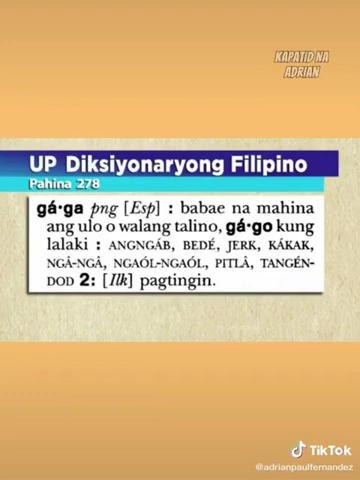 KAPATID NA
ADRIAN
UP Diksiyonaryong Filipino
Pahina 278
gá•ga png [Esp] : babae na mahina
ang ulo o walang talino, gá•go kung
lalaki : ANGNGÁB, BEDÉ, JERK, KÁKAK,
NGÂ-NGÂ, NGAÓL-NGAÓL, PITLÂ, TANGÉN-
DOD 2: [Ilk] pagtingin.
TikTok
@adrianpaulfernandez